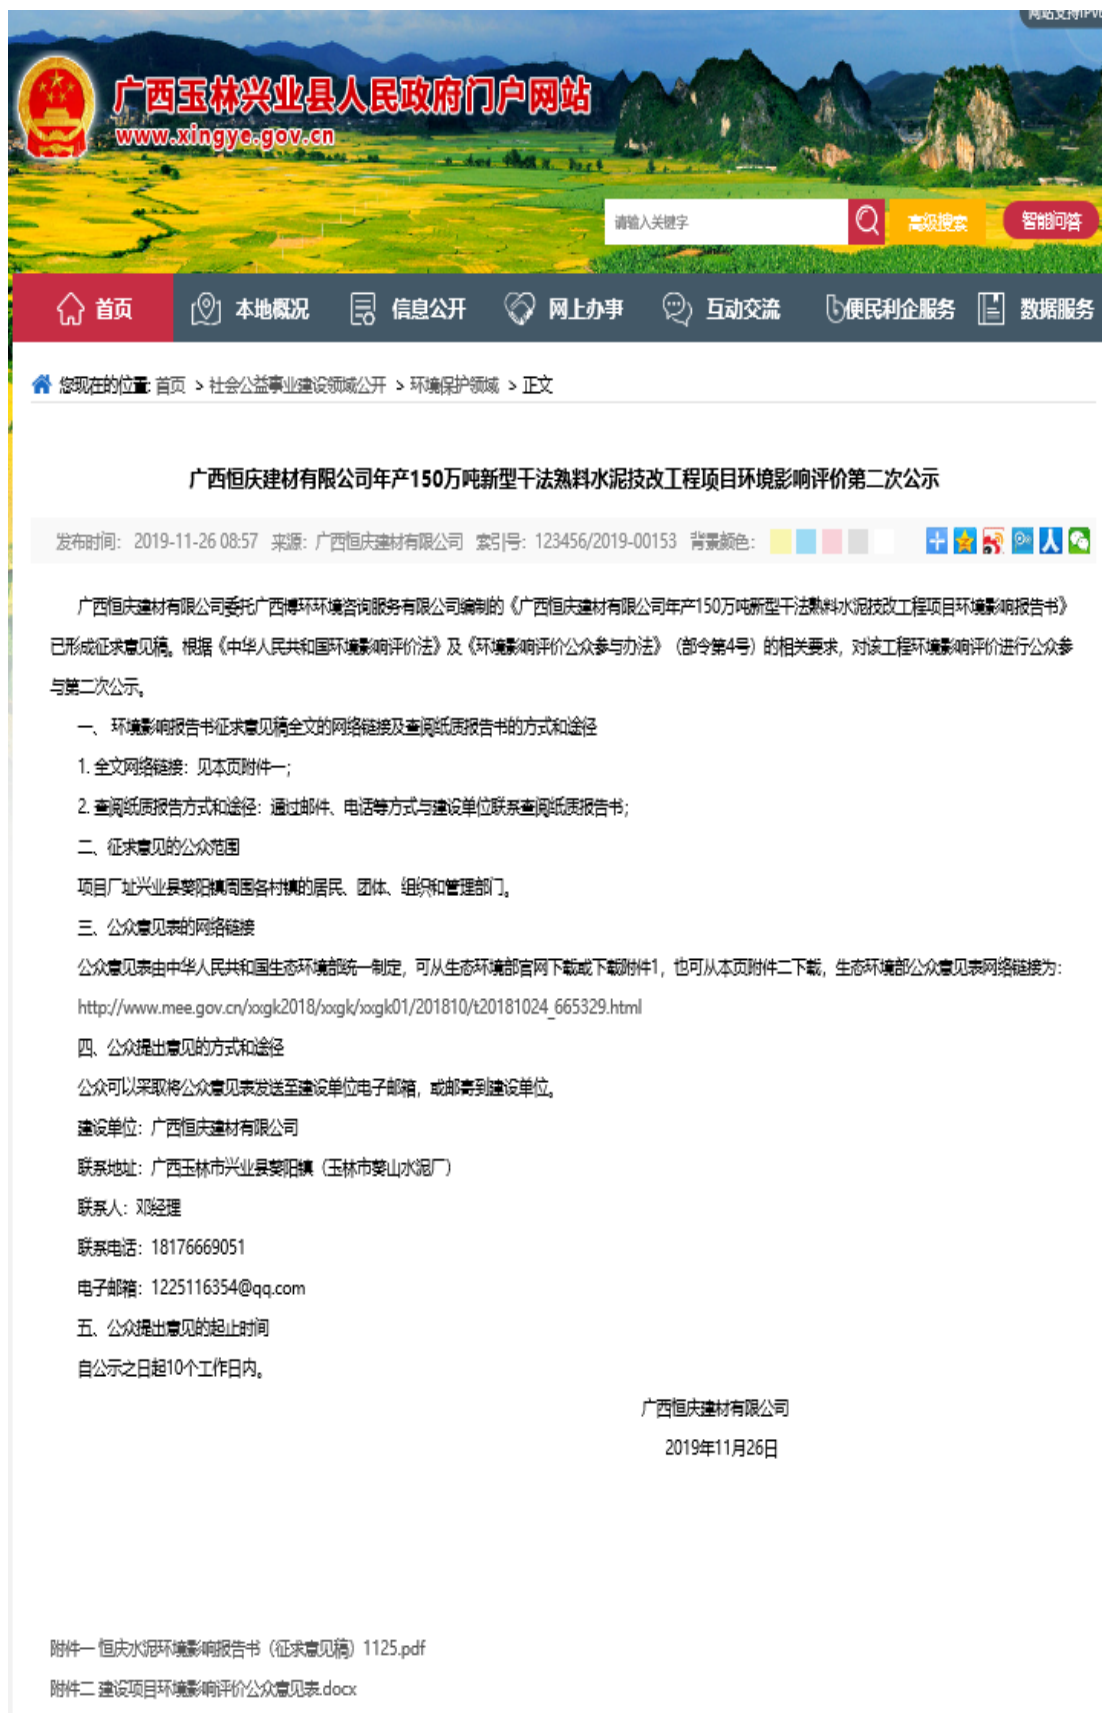 网站支持IPv6
广西玉林兴业县人民政府门户网站
www.xingye.gov.cn
请输入关键字
高级搜索
智能问答
首页 本地概况 信息公开 网上办事 互动交流 便民利企服务 数据服务
您现在的位置: 首页 > 社会公益事业建设领域公开 > 环境保护领域 > 正文
广西恒庆建材有限公司年产150万吨新型干法熟料水泥技改工程项目环境影响评价第二次公示
发布时间： 2019-11-26 08:57 来源：广西恒庆建材有限公司 索引号：123456/2019-00153 背景颜色：
广西恒庆建材有限公司委托广西博环环境咨询服务有限公司编制的《广西恒庆建材有限公司年产150万吨新型干法熟料水泥技改工程项目环境影响报告书》
已形成征求意见稿。根据《中华人民共和国环境影响评价法》及《环境影响评价公众参与办法》（部令第4号）的相关要求，对该工程环境影响评价进行公众参
与第二次公示。
一、 环境影响报告书征求意见稿全文的网络链接及查阅纸质报告书的方式和途径
1. 全文网络链接：见本页附件一；
2. 查阅纸质报告方式和途径：通过邮件、电话等方式与建设单位联系查阅纸质报告书；
二、征求意见的公众范围
项目厂址兴业县葵阳镇周围各村镇的居民、团体、组织和管理部门。
三、公众意见表的网络链接
公众意见表由中华人民共和国生态环境部统一制定，可从生态环境部官网下载或下载附件1，也可从本页附件二下载，生态环境部公众意见表网络链接为：
http://www.mee.gov.cn/xxgk2018/xxgk/xxgk01/201810/t20181024_665329.html
四、公众提出意见的方式和途径
公众可以采取将公众意见表发送至建设单位电子邮箱，或邮寄到建设单位。
建设单位：广西恒庆建材有限公司
联系地址：广西玉林市兴业县葵阳镇（玉林市葵山水泥厂）
联系人：邓经理
联系电话：18176669051
电子邮箱：1225116354@qq.com
五、公众提出意见的起止时间
自公示之日起10个工作日内。
广西恒庆建材有限公司
2019年11月26日
附件一 恒庆水泥环境影响报告书（征求意见稿）1125.pdf
附件二 建设项目环境影响评价公众意见表.docx